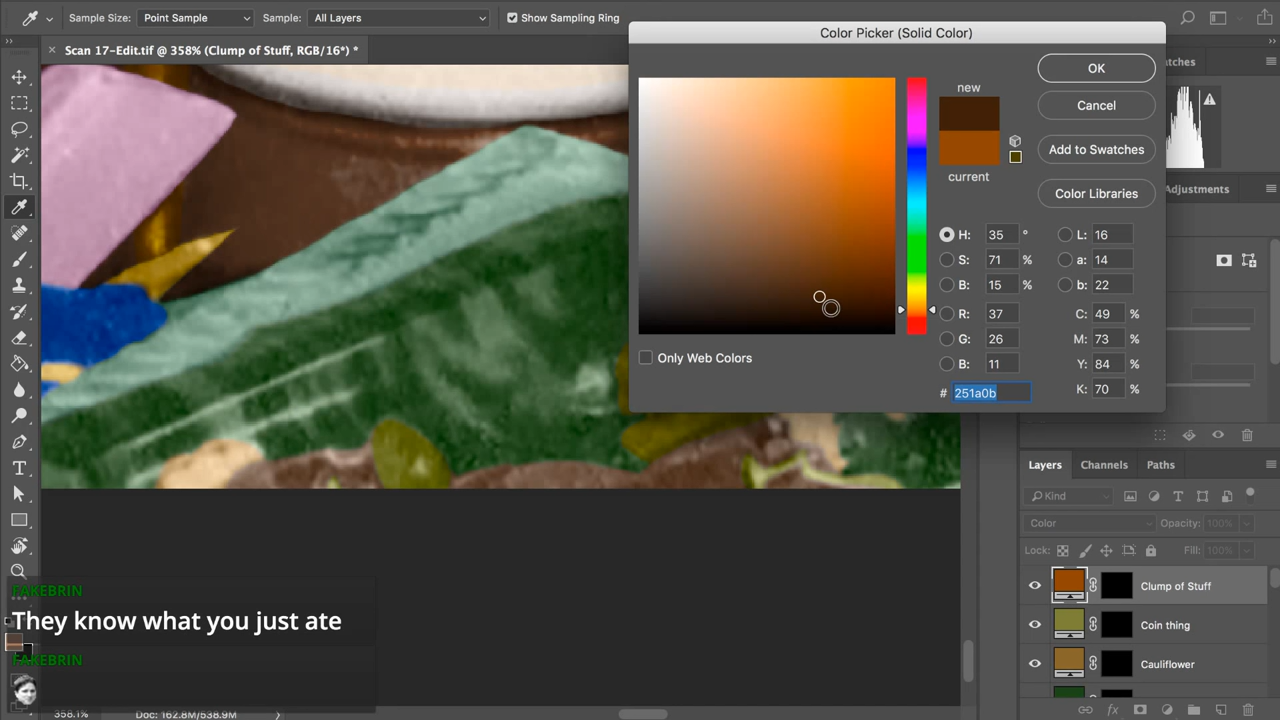 Sample Size: Point Sample Sample: All Layers Show Sampling Ring
Scan 17-Edit.tif @ 358% (Clump of Stuff, RGB/16*) *
Color Picker (Solid Color)
new
current
OK
Cancel
Add to Swatches
Color Libraries
H: 35 °
S: 71 %
B: 15 %
R: 37
G: 26
B: 11
# 251a0b
L: 16
a: 14
b: 22
C: 49 %
M: 73 %
Y: 84 %
K: 70 %
Only Web Colors
atches
Adjustments
Layers Channels Paths
Kind
Color Opacity: 100%
Lock: Fill: 100%
Clump of Stuff
Coin thing
Cauliflower
FAKEBRIN
They know what you just ate
FAKEBRIN
358.1% Doc: 162.8M/538.9M